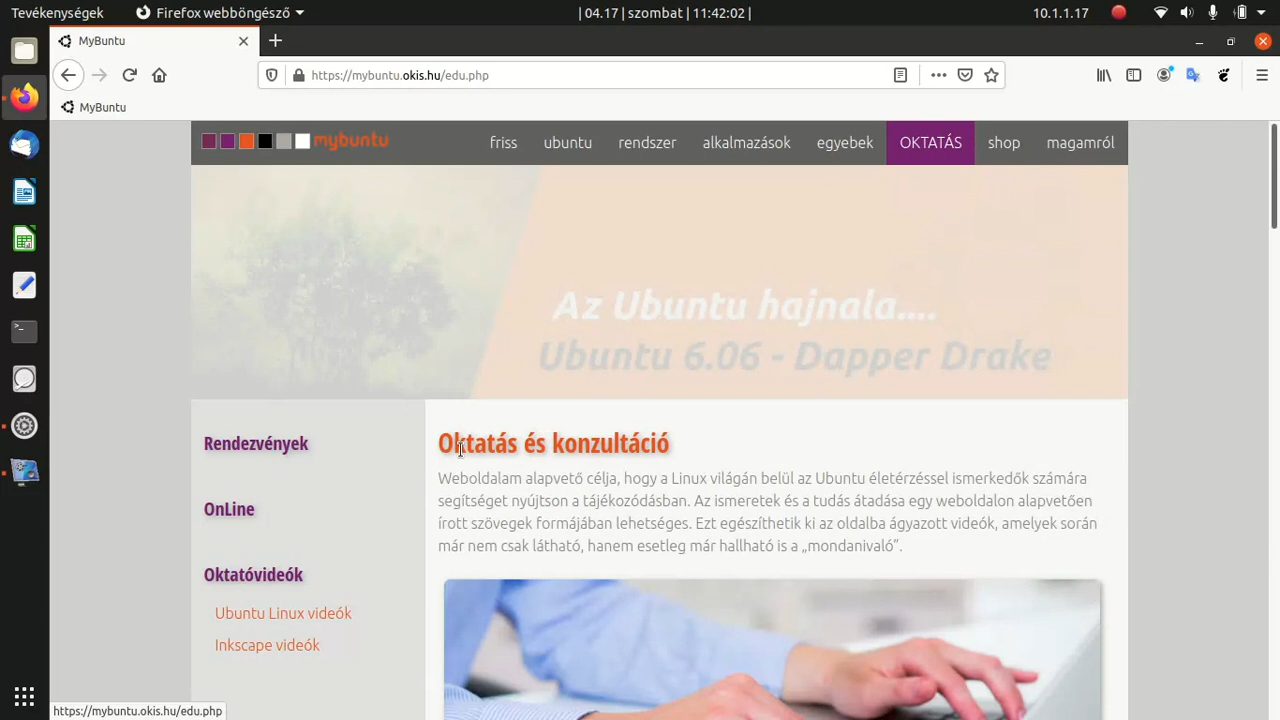 Tevékenységek
Firefox webböngésző
| 04.17 | szombat | 11:42:02 |
10.1.1.17
MyBuntu
https://mybuntu.okis.hu/edu.php
MyBuntu
mybuntu
friss
ubuntu
rendszer
alkalmazások
egyebek
OKTATÁS
shop
magamról
Az Ubuntu hajnala....
Ubuntu 6.06 - Dapper Drake
Rendezvények
OnLine
Oktatóvideók
Ubuntu Linux videók
Inkscape videók
Oktatás és konzultáció
Weboldalam alapvető célja, hogy a Linux világán belül az Ubuntu életérzéssel ismerkedők számára
segítséget nyújtson a tájékozódásban. Az ismeretek és a tudás átadása egy weboldalon alapvetően
írott szövegek formájában lehetséges. Ezt egészíthetik ki az oldalba ágyazott videók, amelyek során
már nem csak látható, hanem esetleg már hallható is a „mondanivaló”.
https://mybuntu.okis.hu/edu.php